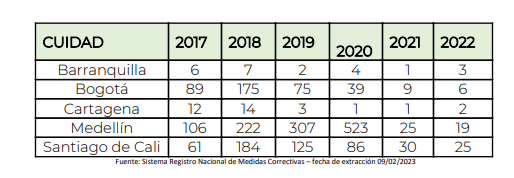 CUIDAD 2017 2018 2019 2020 2021 2022
Barranquilla 6 7 2 4 1 3
Bogotá 89 175 75 39 9 6
Cartagena 12 14 3 1 1 2
Medellín 106 222 307 523 25 19
Santiago de Cali 61 184 125 86 30 25
Fuente: Sistema Registro Nacional de Medidas Correctivas – fecha de extracción 09/02/2023